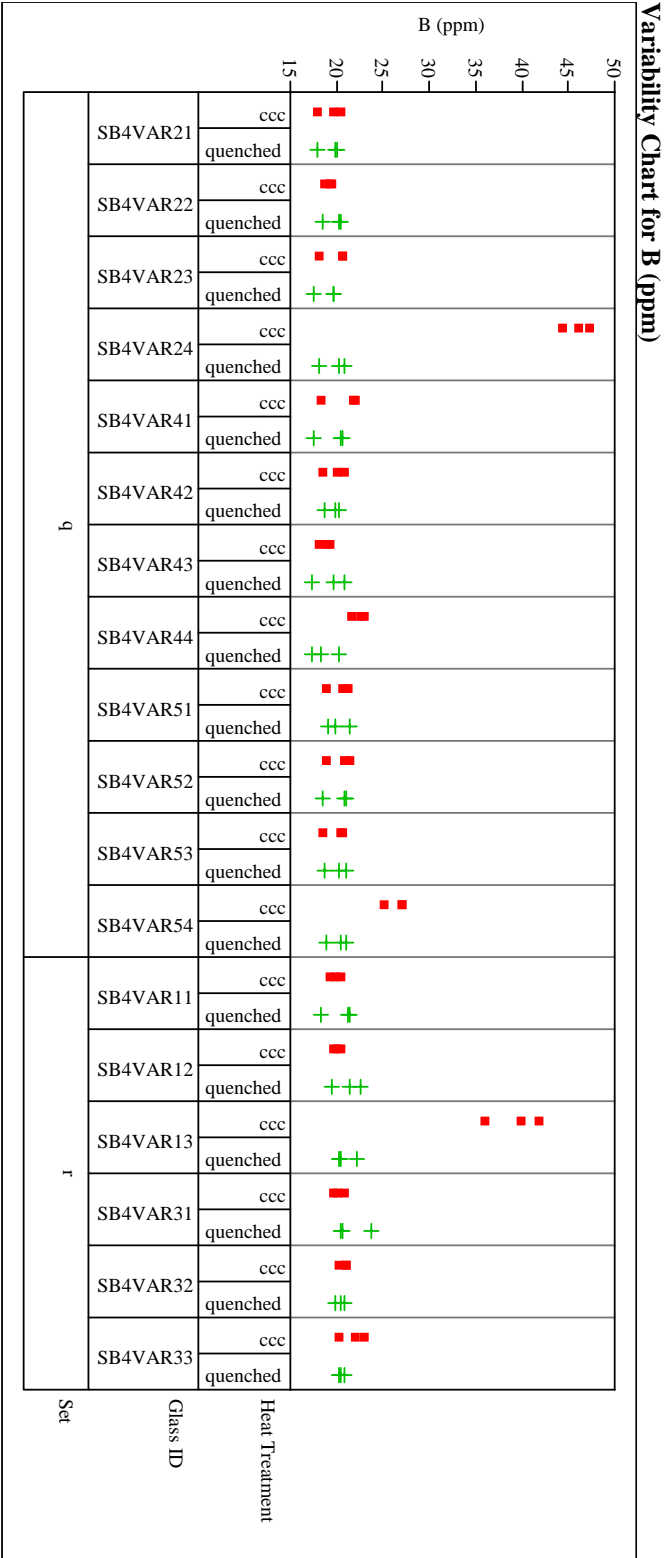 Variability Chart for B (ppm)
B (ppm)
50
45
40
35
30
25
20
15
ccc quenched ccc quenched ccc quenched ccc quenched ccc quenched ccc quenched ccc quenched ccc quenched ccc quenched ccc quenched ccc quenched ccc quenched ccc quenched ccc quenched ccc quenched ccc quenched ccc quenched ccc quenched Heat Treatment
SB4VAR21 SB4VAR22 SB4VAR23 SB4VAR24 SB4VAR41 SB4VAR42 SB4VAR43 SB4VAR44 SB4VAR51 SB4VAR52 SB4VAR53 SB4VAR54 SB4VAR11 SB4VAR12 SB4VAR13 SB4VAR31 SB4VAR32 SB4VAR33 Glass ID
q r Set